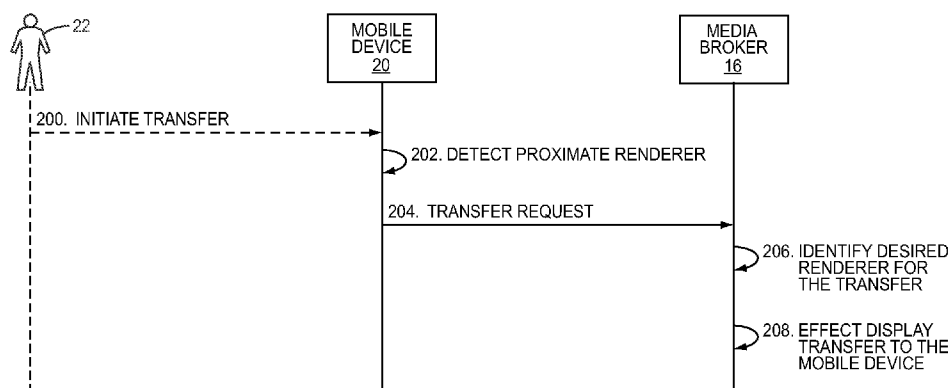 22
MOBILE
DEVICE
20
MEDIA
BROKER
16
200. INITIATE TRANSFER
202. DETECT PROXIMATE RENDERER
204. TRANSFER REQUEST
206. IDENTIFY DESIRED
RENDERER FOR
THE TRANSFER
208. EFFECT DISPLAY
TRANSFER TO THE
MOBILE DEVICE